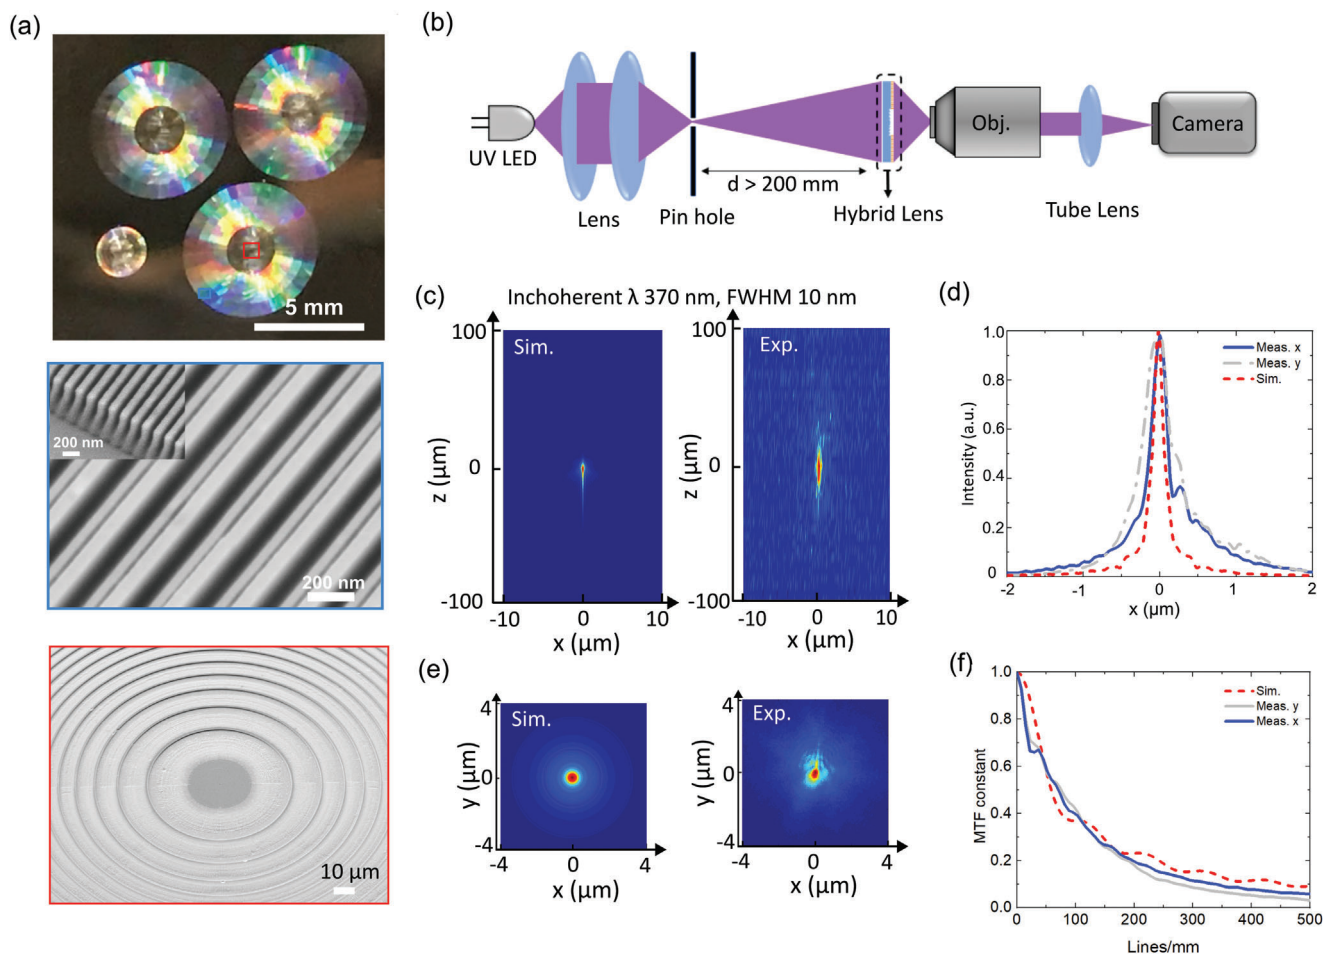 (a)
5 mm
200 nm
200 nm
10 µm
(b)
UV LED
Lens
Pin hole
d > 200 mm
Hybrid Lens
Obj.
Tube Lens
Camera
(c)
Inchoherent λ 370 nm, FWHM 10 nm
Sim.
100
0
-100
z (µm)
-10 0 10
x (µm)
Exp.
100
0
-100
z (µm)
-10 0 10
x (µm)
(d)
Meas. x
Meas. y
Sim.
1.0
0.8
0.6
0.4
0.2
0
Intensity (a.u.)
-2 -1 0 1 2
x (µm)
(e)
Sim.
4
0
-4
y (µm)
-4 0 4
x (µm)
Exp.
4
0
-4
y (µm)
-4 0 4
x (µm)
(f)
Sim.
Meas. y
Meas. x
1.0
0.8
0.6
0.4
0.2
0.0
MTF constant
0 100 200 300 400 500
Lines/mm